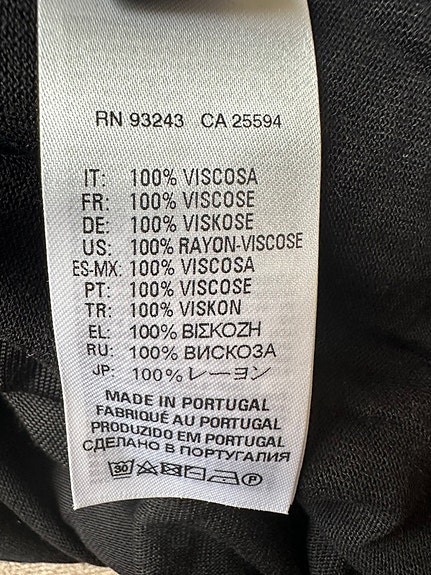 RN 93243 CA 25594
IT: 100% VISCOSA
FR: 100% VISCOSE
DE: 100% VISKOSE
US: 100% RAYON-VISCOSE
ES-MX: 100% VISCOSA
PT: 100% VISCOSE
TR: 100% VISKON
EL: 100% ΒΙΣΚΟΖΗ
RU: 100% ВИСКОЗА
JP: 100% レーヨン
MADE IN PORTUGAL
FABRIQUÉ AU PORTUGAL
PRODUZIDO EM PORTUGAL
СДЕЛАНО В ПОРТУГАЛИЯ
30 P